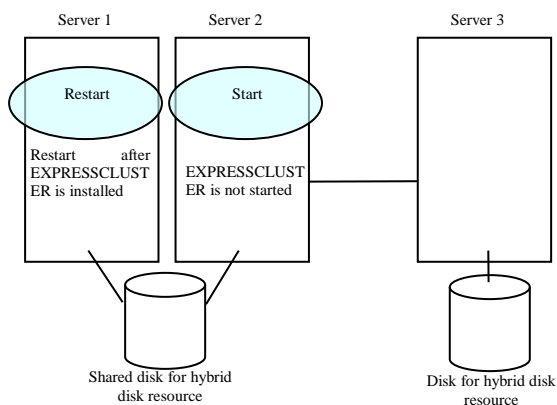 Server 1
Server 2
Server 3
Restart
Start
Restart after
EXPRESSCLUST
ER is installed
EXPRESSCLUST
ER is not started
Shared disk for hybrid
disk resource
Disk for hybrid disk
resource